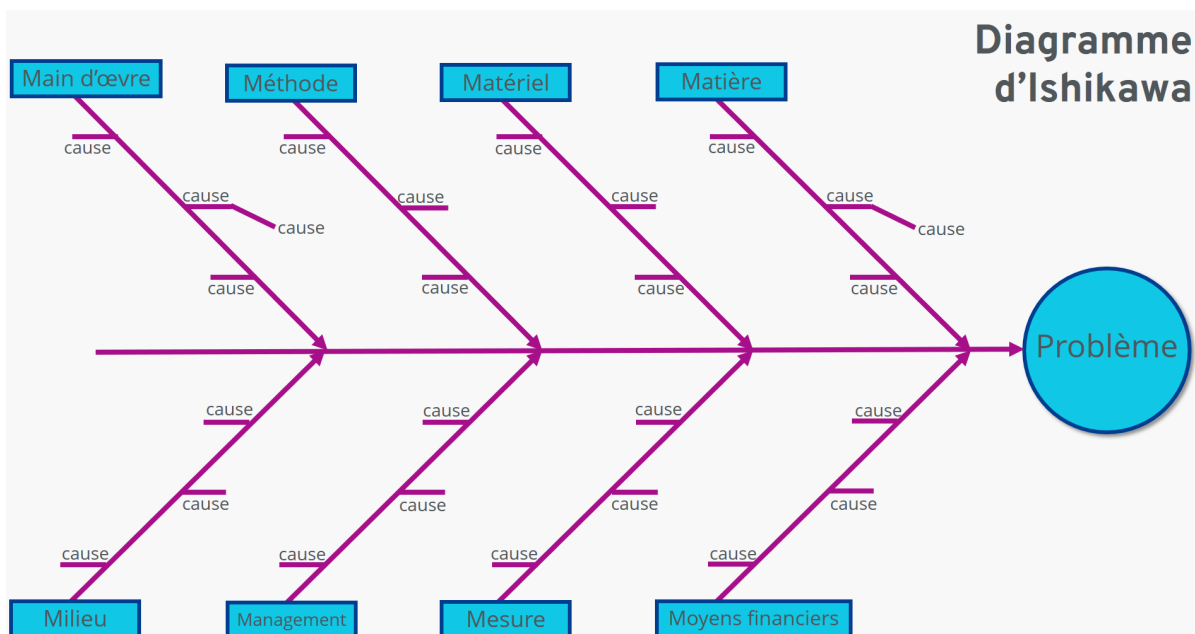 Diagramme
d'Ishikawa
Main d'œvre
Méthode
Matériel
Matière
cause
cause
cause
cause
cause
cause
cause
cause
cause
cause
cause
cause
cause
cause
Problème
cause
cause
cause
cause
cause
cause
cause
cause
cause
cause
cause
cause
Milieu
Management
Mesure
Moyens financiers